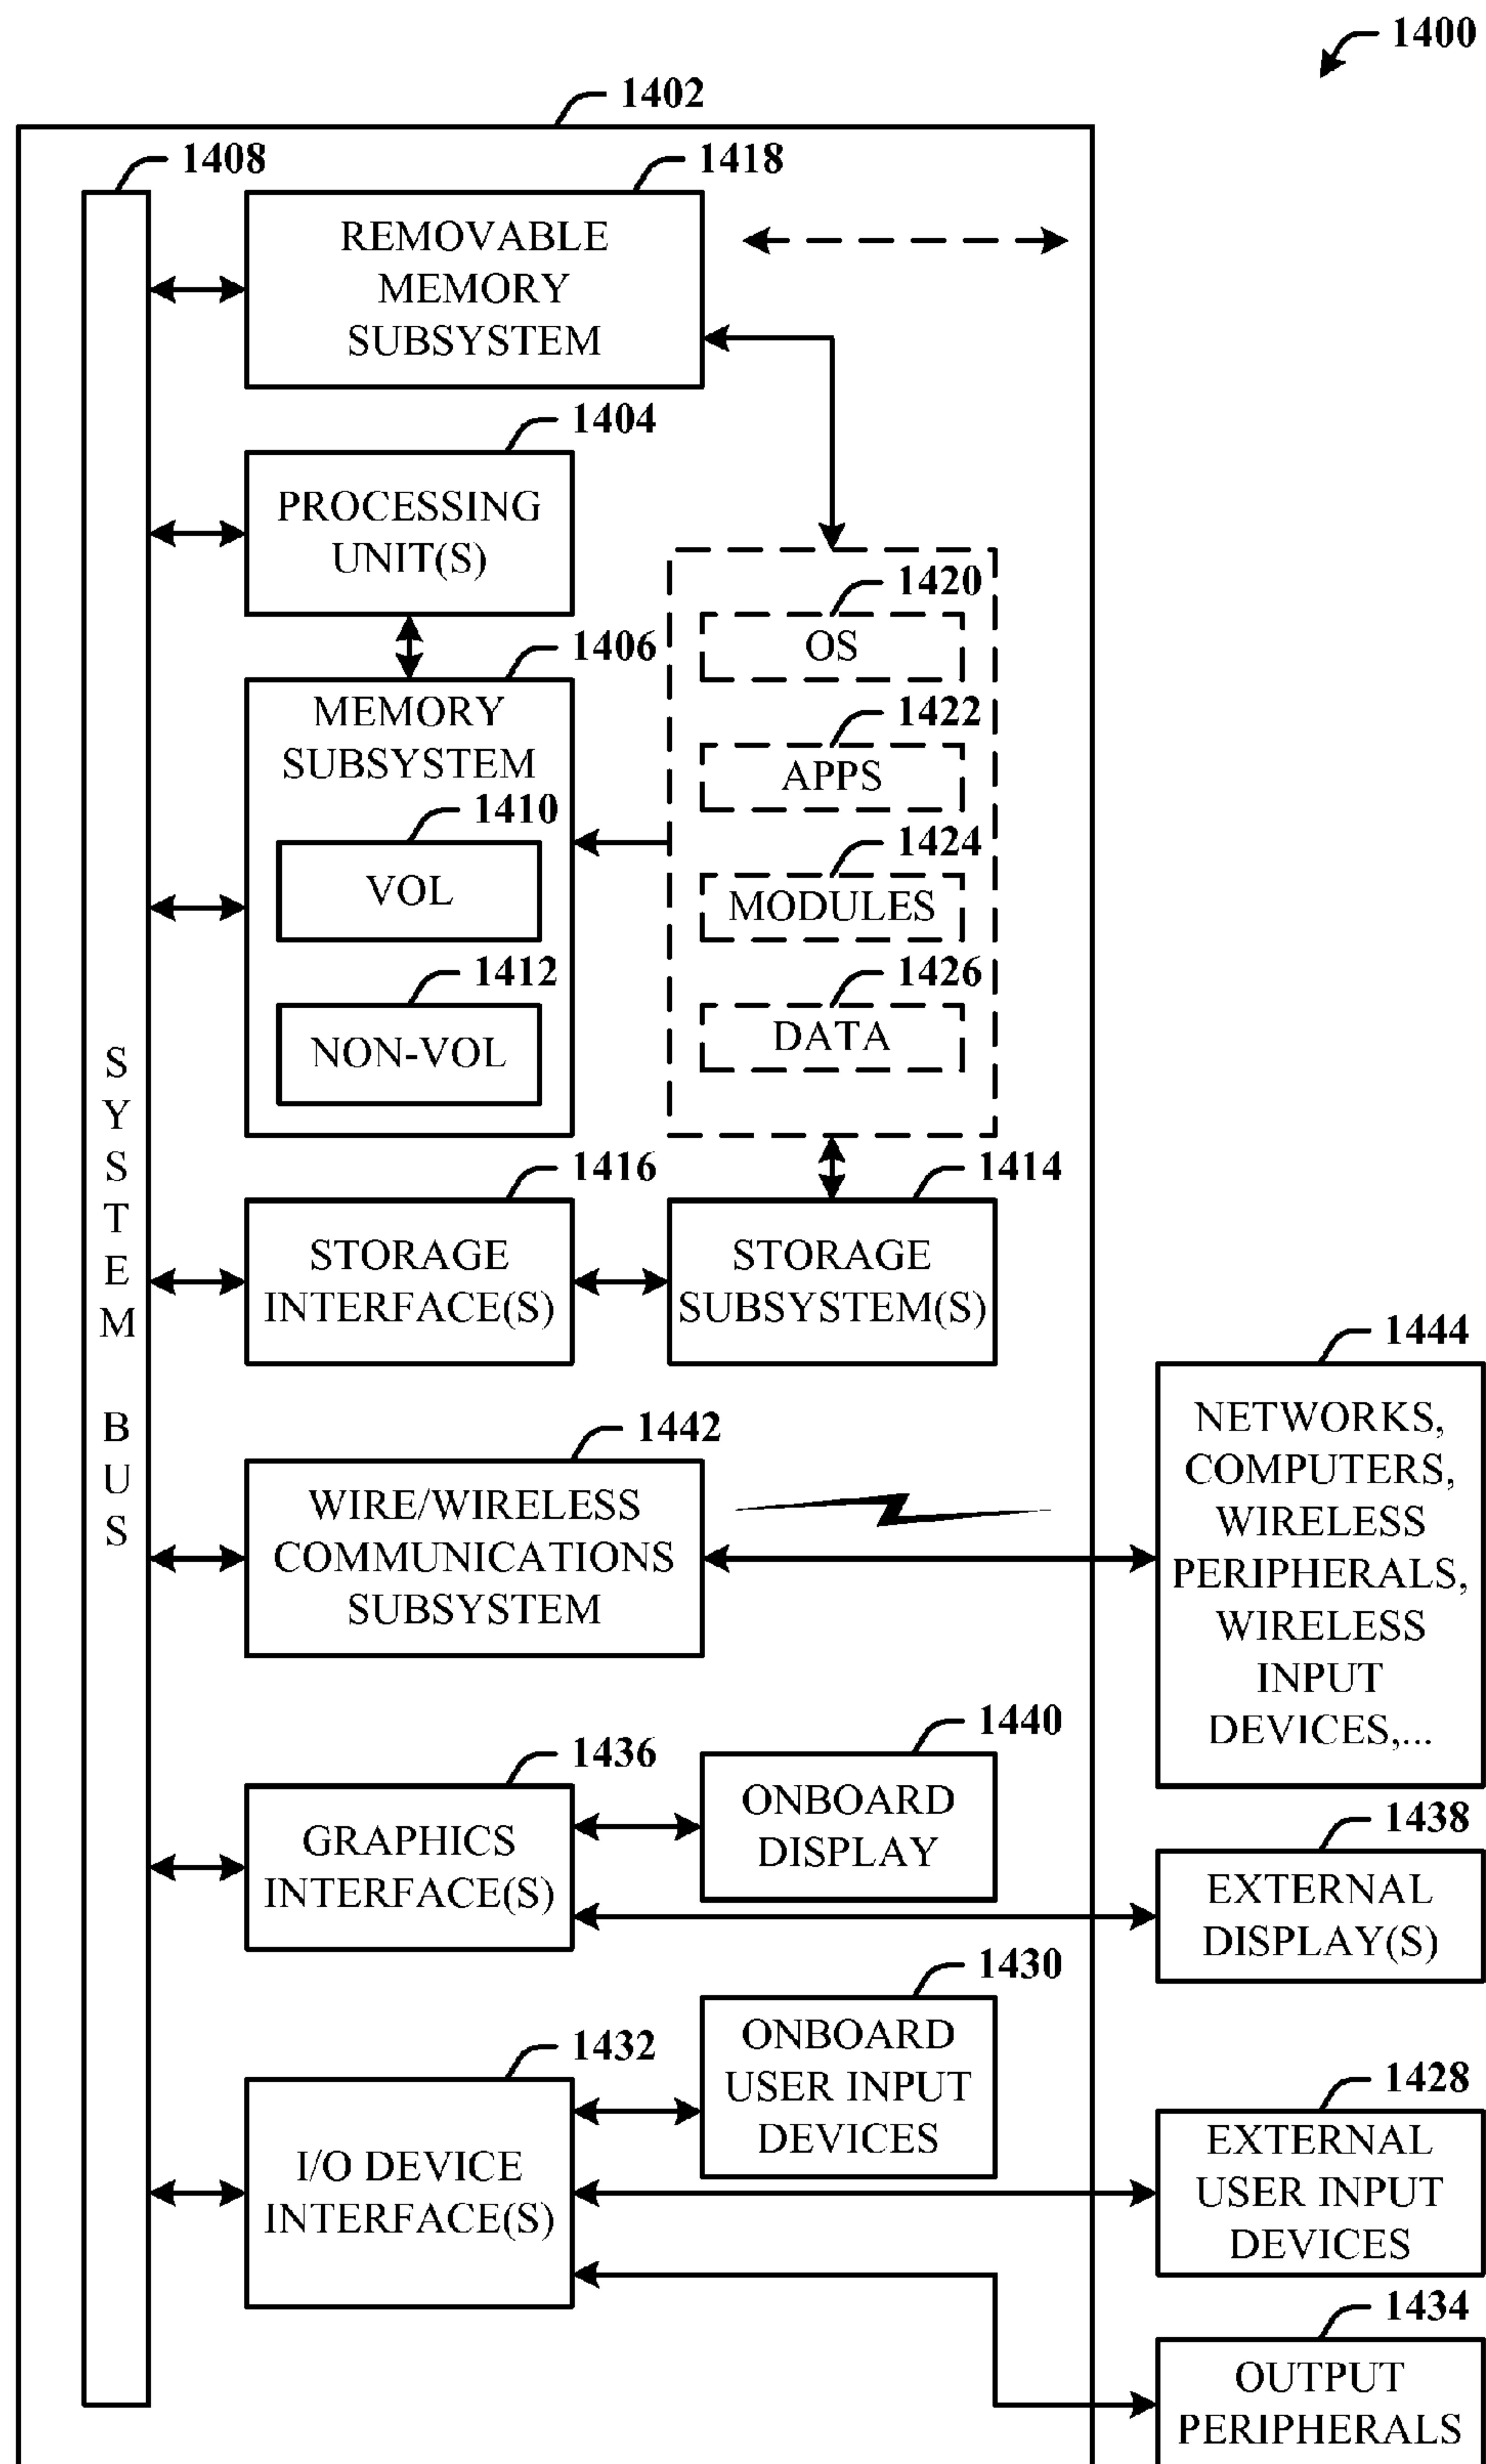 1400
1402
1408
1418
REMOVABLE
MEMORY
SUBSYSTEM
1404
PROCESSING
UNIT(S)
1406
MEMORY
SUBSYSTEM
1410
VOL
1412
NON-VOL
1420
OS
1422
APPS
1424
MODULES
1426
DATA
SYSTEM BUS
1416
STORAGE
INTERFACE(S)
1414
STORAGE
SUBSYSTEM(S)
1442
WIRE/WIRELESS
COMMUNICATIONS
SUBSYSTEM
1444
NETWORKS,
COMPUTERS,
WIRELESS
PERIPHERALS,
WIRELESS
INPUT
DEVICES,...
1436
GRAPHICS
INTERFACE(S)
1440
ONBOARD
DISPLAY
1438
EXTERNAL
DISPLAY(S)
1432
I/O DEVICE
INTERFACE(S)
1430
ONBOARD
USER INPUT
DEVICES
1428
EXTERNAL
USER INPUT
DEVICES
1434
OUTPUT
PERIPHERALS